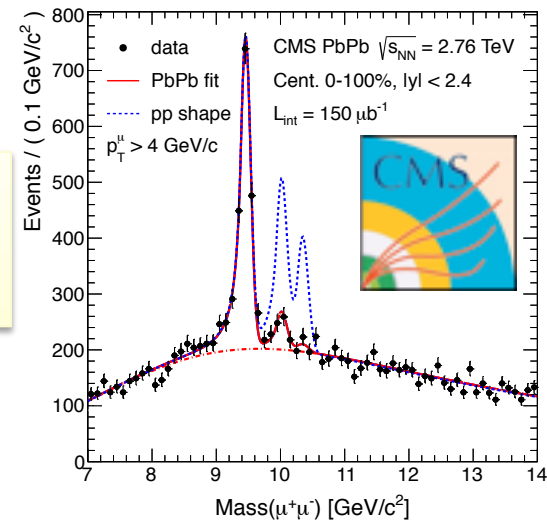 data
CMS PbPb √s_NN = 2.76 TeV
PbPb fit
Cent. 0-100%, |y| < 2.4
pp shape
L_int = 150 μb⁻¹
p_T^μ > 4 GeV/c
CMS
Events / ( 0.1 GeV/c² )
800
700
600
500
400
300
200
100
0
7 8 9 10 11 12 13 14
Mass(μ⁺μ⁻) [GeV/c²]